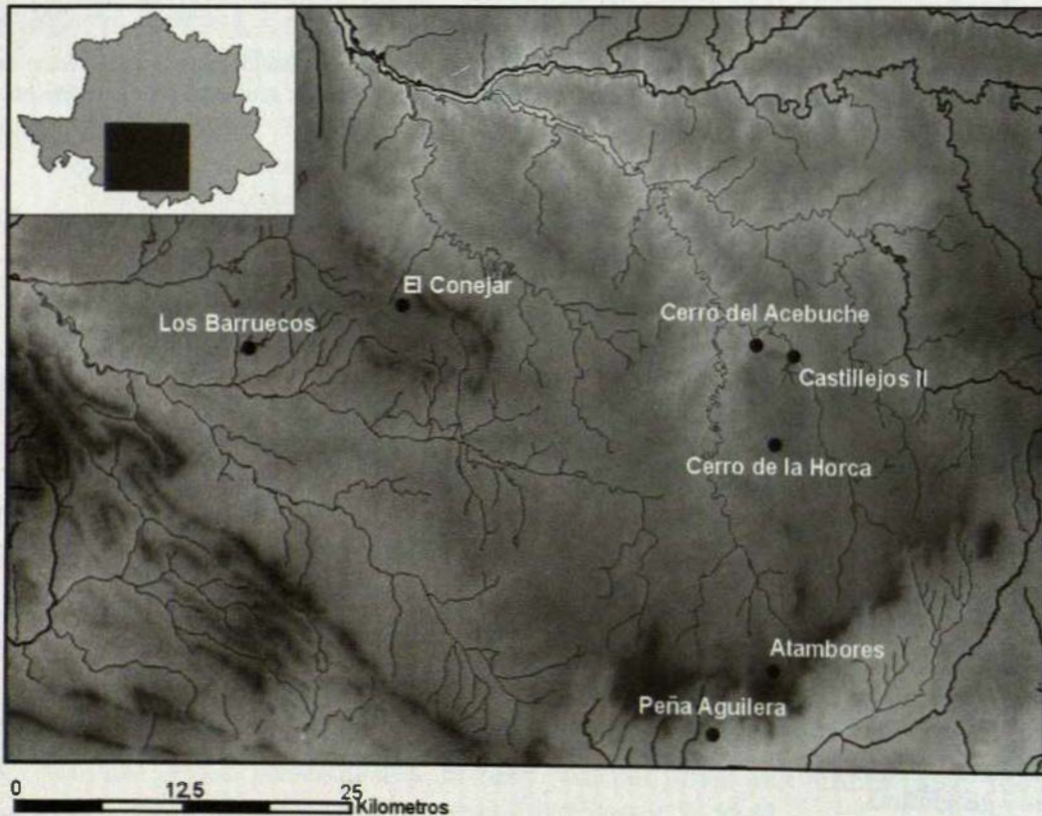 El Conejar
Los Barruecos
Cerro del Acebuche
Castillejos II
Cerro de la Horca
Atambores
Peña Aguilera
0 12,5 25
Kilometros